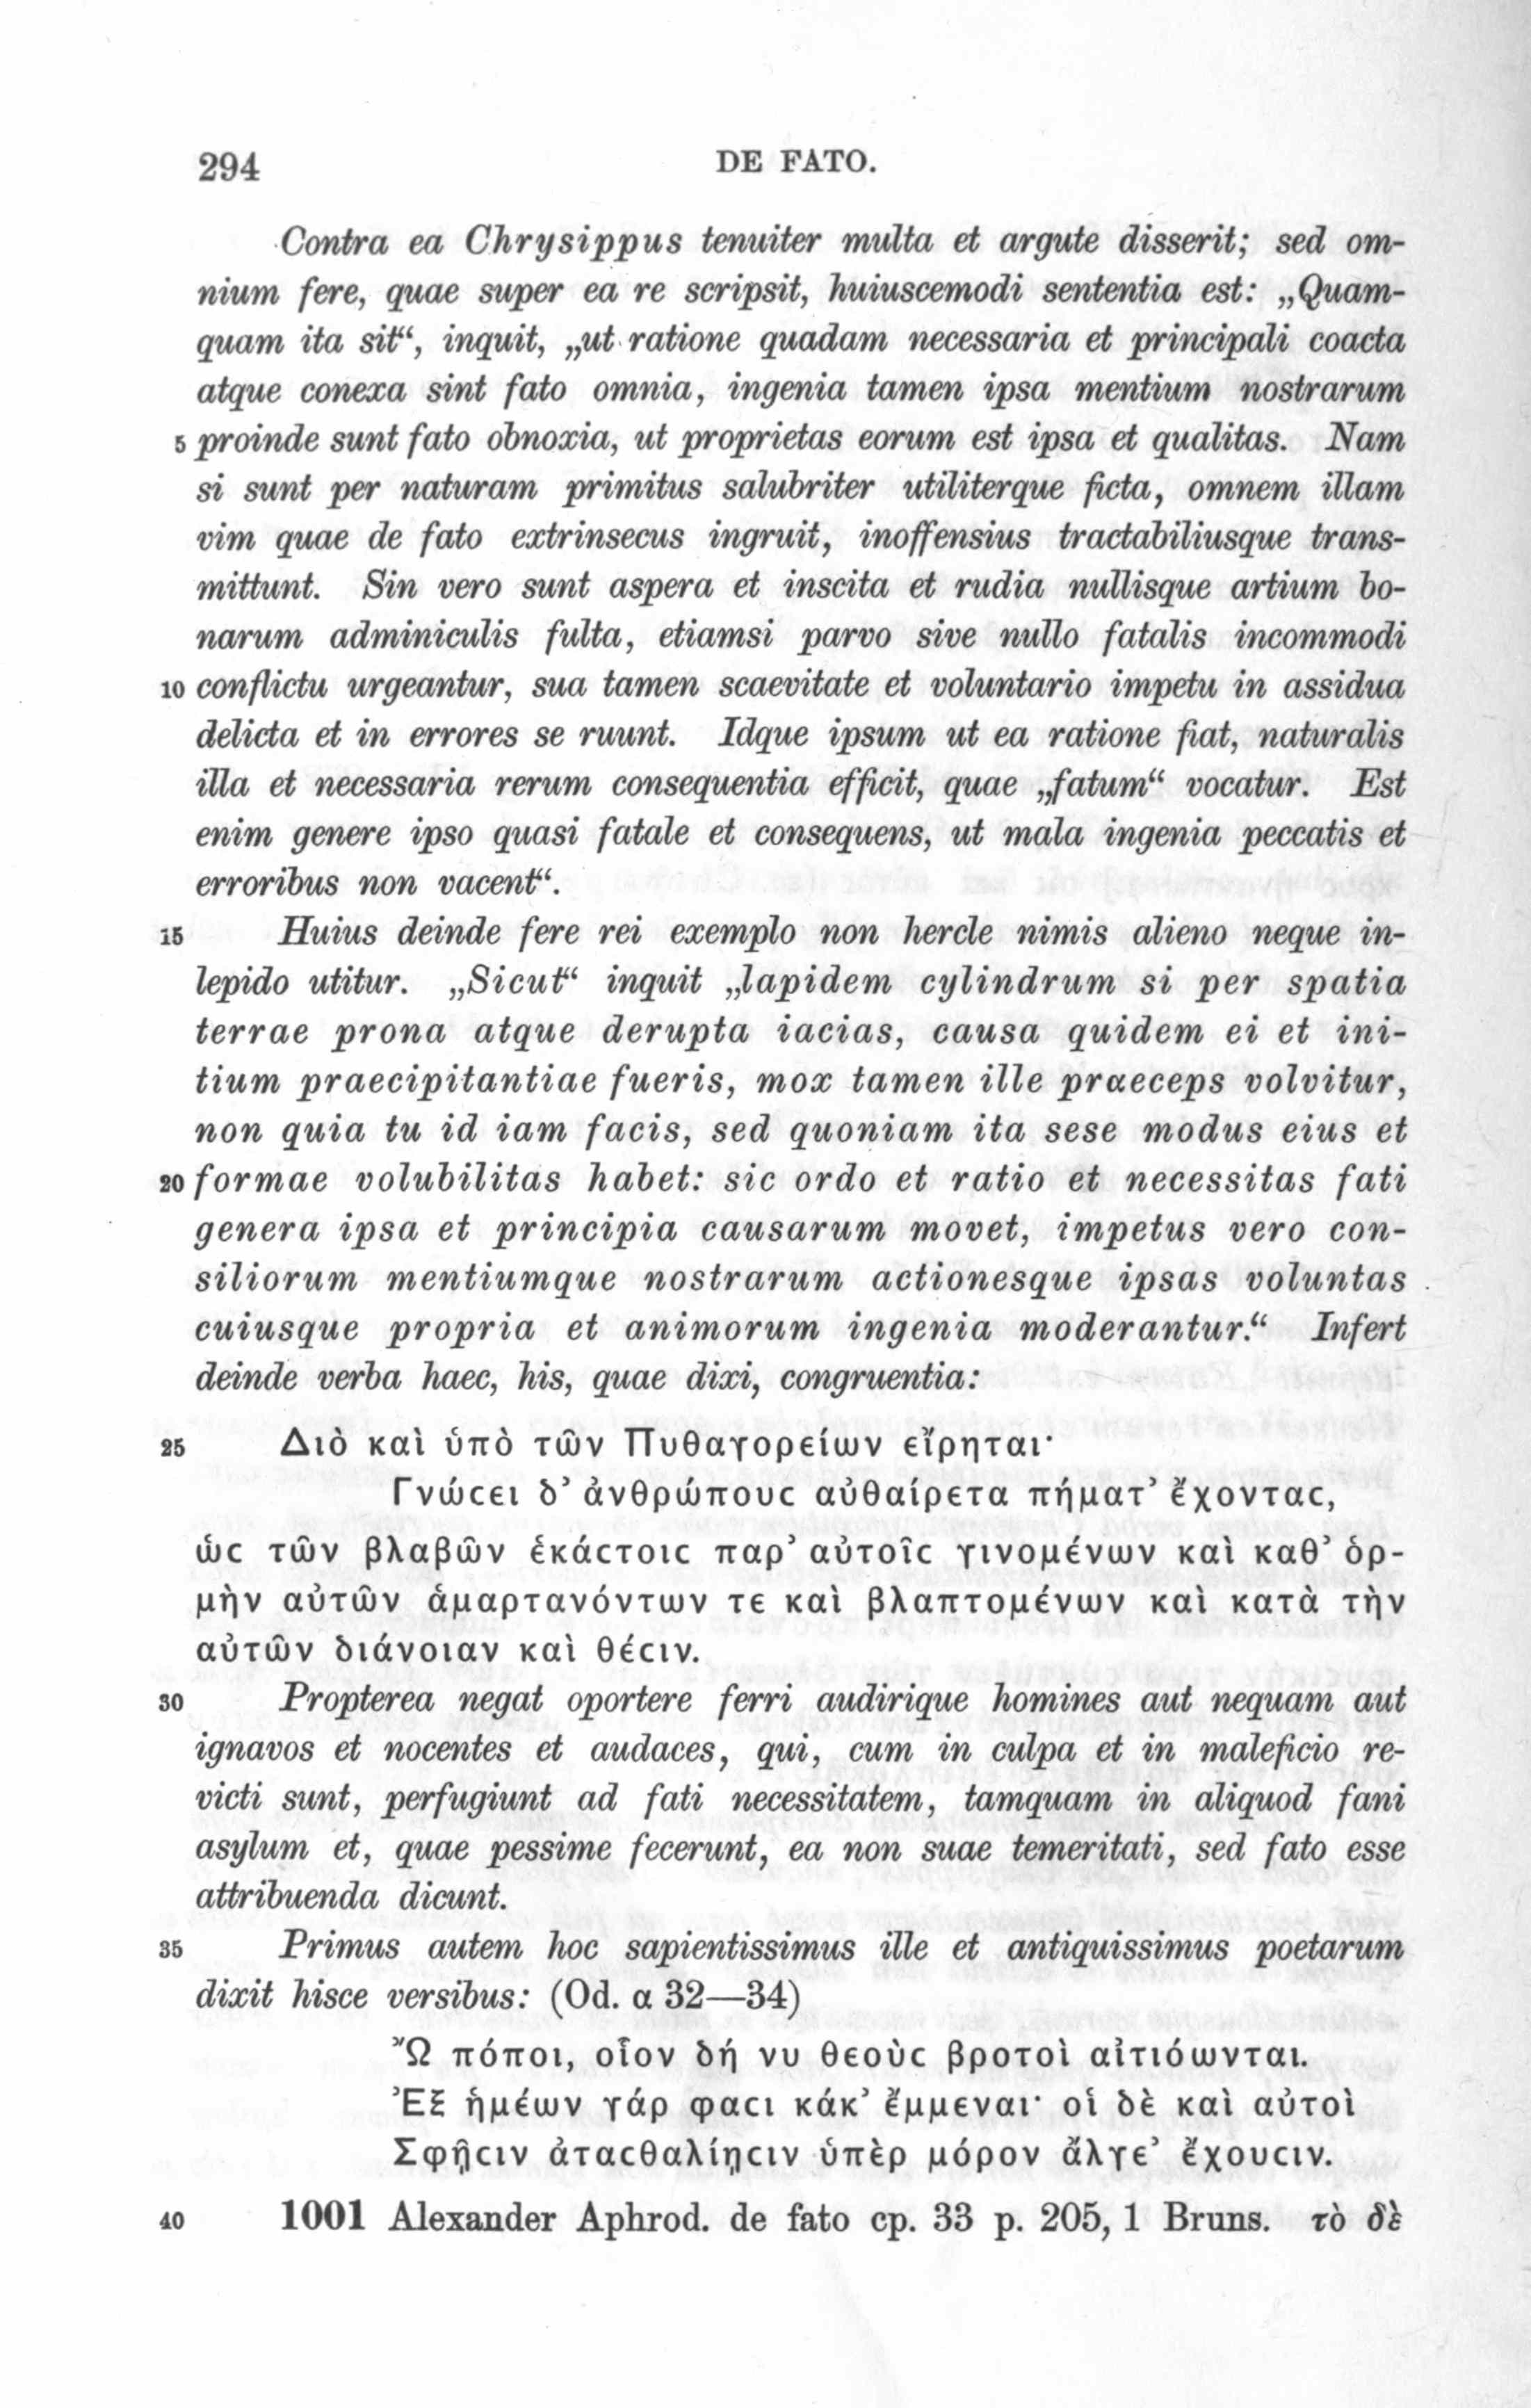 294 DE FATO.
Contra ea Chrysippus tenuiter multa et argute disserit; sed om-
nium fere, quae super ea re scripsit, huiuscemodi sententia est: „Quam-
quam ita sit“, inquit, „ut ratione quadam necessaria et principali coacta
atque conexa sint fato omnia, ingenia tamen ipsa mentium nostrarum
5 proinde sunt fato obnoxia, ut proprietas eorum est ipsa et qualitas. Nam
si sunt per naturam primitus salubriter utiliterque ficta, omnem illam
vim quae de fato extrinsecus ingruit, inoffensius tractabiliusque trans-
mittunt. Sin vero sunt aspera et inscita et rudia nullisque artium bo-
narum adminiculis fulta, etiamsi parvo sive nullo fatalis incommodi
10 conflictu urgeantur, sua tamen scaevitate et voluntario impetu in assidua
delicta et in errores se ruunt. Idque ipsum ut ea ratione fiat, naturalis
illa et necessaria rerum consequentia efficit, quae „fatum“ vocatur. Est
enim genere ipso quasi fatale et consequens, ut mala ingenia peccatis et
erroribus non vacent“.
15 Huius deinde fere rei exemplo non hercle nimis alieno neque in-
lepido utitur. „Sicut“ inquit „lapidem cylindrum si per spatia
terrae prona atque derupta iacias, causa quidem ei et ini-
tium praecipitantiae fueris, mox tamen ille praeceps volvitur,
non quia tu id iam facis, sed quoniam ita sese modus eius et
20 formae volubilitas habet: sic ordo et ratio et necessitas fati
genera ipsa et principia causarum movet, impetus vero con-
siliorum mentiumque nostrarum actionesque ipsas voluntas
cuiusque propria et animorum ingenia moderantur.“ Infert
deinde verba haec, his, quae dixi, congruentia:
25 Διὸ καὶ ὑπὸ τῶν Πυθαγορείων εἴρηται·
Γνώϲει δ’ ἀνθρώπουϲ αὐθαίρετα πήματ’ ἔχονταϲ,
ὡϲ τῶν βλαβῶν ἑκάϲτοιϲ παρ’ αὐτοῖϲ γινομένων καὶ καθ’ ὁρ-
μὴν αὐτῶν ἁμαρτανόντων τε καὶ βλαπτομένων καὶ κατὰ τὴν
αὐτῶν διάνοιαν καὶ θέϲιν.
30 Propterea negat oportere ferri audirique homines aut nequam aut
ignavos et nocentes et audaces, qui, cum in culpa et in maleficio re-
victi sunt, perfugiunt ad fati necessitatem, tamquam in aliquod fani
asylum et, quae pessime fecerunt, ea non suae temeritati, sed fato esse
attribuenda dicunt.
35 Primus autem hoc sapientissimus ille et antiquissimus poetarum
dixit hisce versibus: (Od. α 32—34)
Ὢ πόποι, οἷον δή νυ θεοὺϲ βροτοὶ αἰτιόωνται.
Ἐξ ἡμέων γάρ φαϲι κάκ’ ἔμμεναι· οἱ δὲ καὶ αὐτοὶ
Σφῇϲιν ἀταϲθαλίῃϲιν ὑπὲρ μόρον ἄλγε’ ἔχουϲιν.
40 1001 Alexander Aphrod. de fato cp. 33 p. 205, 1 Bruns. τὸ δὲ